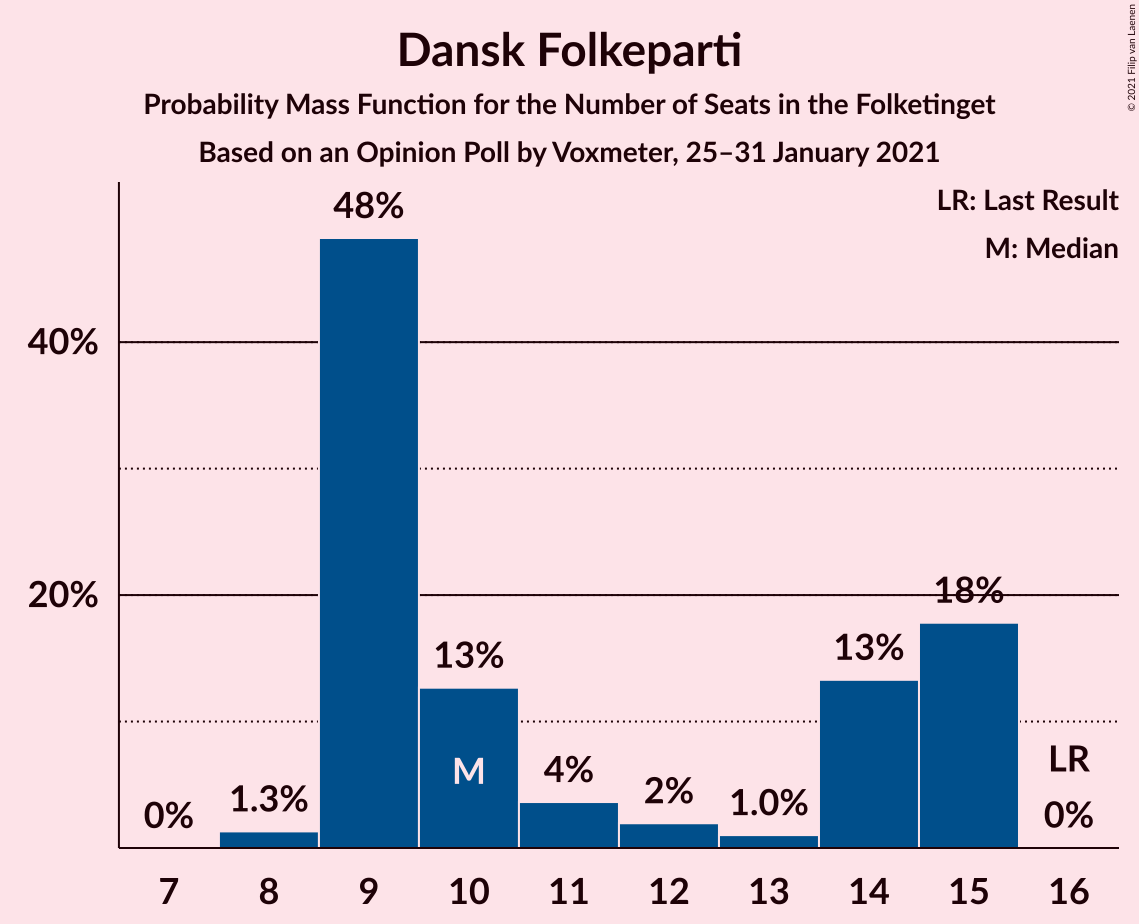 Dansk Folkeparti
Probability Mass Function for the Number of Seats in the Folketinget
Based on an Opinion Poll by Voxmeter, 25–31 January 2021
© 2021 Filip van Laenen
LR: Last Result
M: Median
40%
20%
0%
1.3%
48%
13%
M
4%
2%
1.0%
13%
18%
LR
0%
7 8 9 10 11 12 13 14 15 16